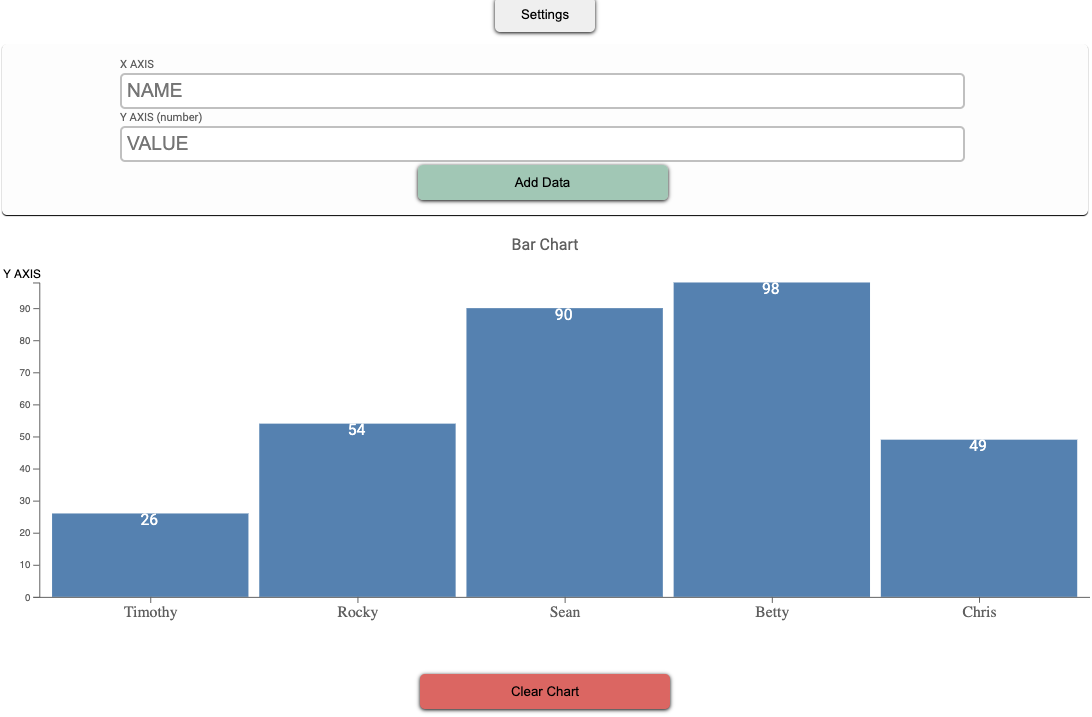 Settings
X AXIS
NAME
Y AXIS (number)
VALUE
Add Data
Bar Chart
Y AXIS
98
90
90
80
70
60
54
50
49
40
30
26
20
10
0
Timothy Rocky Sean Betty Chris
Clear Chart